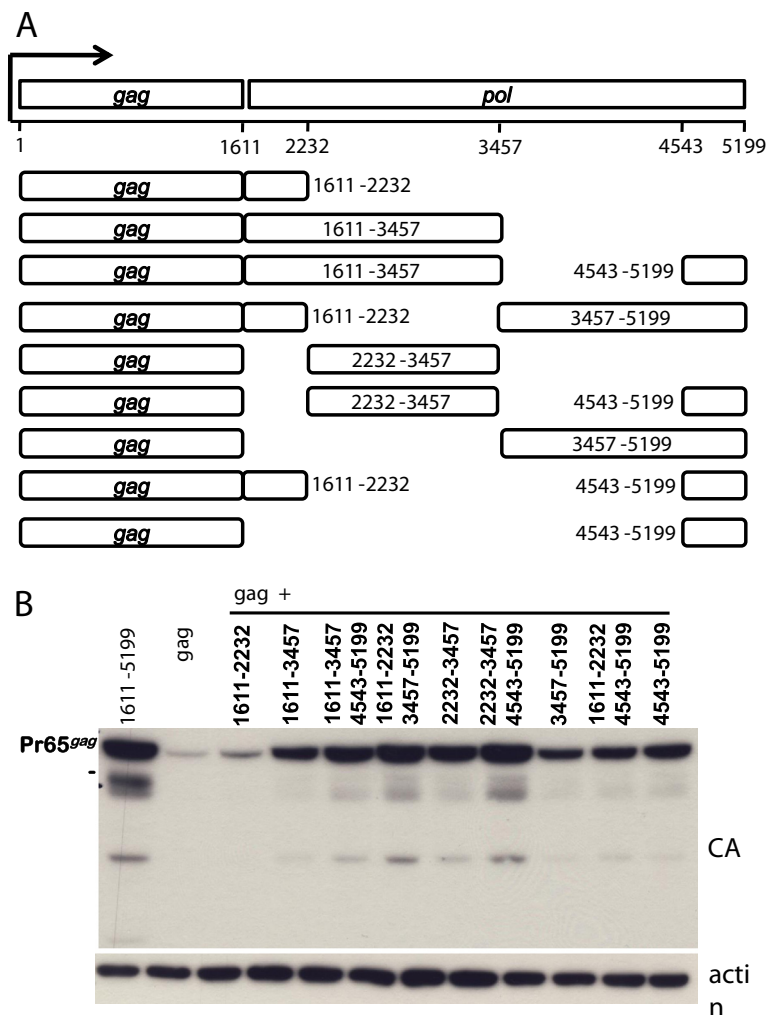 A
gag pol
1 1611 2232 3457 4543 5199
gag 1611-2232
gag 1611-3457
gag 1611-3457 4543-5199
gag 1611-2232 3457-5199
gag 2232-3457
gag 2232-3457 4543-5199
gag 3457-5199
gag 1611-2232 4543-5199
gag 4543-5199
B
gag +
1611-5199
gag
1611-2232
1611-3457
1611-3457
4543-5199
1611-2232
3457-5199
2232-3457
2232-3457
4543-5199
3457-5199
1611-2232
4543-5199
4543-5199
Pr65gag
CA
acti
n